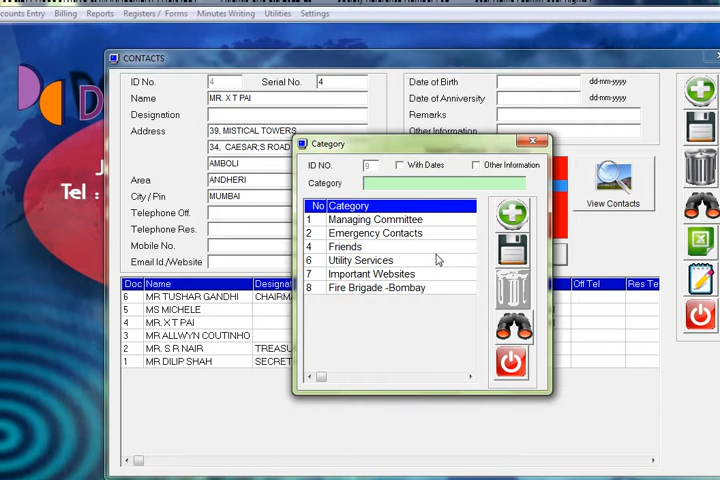 counts Entry Billing Reports Registers / Forms Minutes Writing Utilities Settings
CONTACTS
ID No. 4 Serial No. 4
Name MR. X T PAI
Designation
Address 39, MISTICAL TOWERS
34, CAESAR;S ROAD
AMBOLI
Area ANDHERI
City / Pin MUMBAI
Telephone Off.
Telephone Res.
Mobile No.
Email Id./Website
Date of Birth dd-mm-yyyy
Date of Anniversity dd-mm-yyyy
Remarks
Other Information
View Contacts
Category
ID NO. 9 With Dates Other Information
Category
No Category
1 Managing Committee
2 Emergency Contacts
4 Friends
6 Utility Services
7 Important Websites
8 Fire Brigade -Bombay
Doc Name Designat Off Tel Res Te
6 MR TUSHAR GANDHI CHAIRMA
5 MS MICHELE
4 MR. X T PAI
3 MR ALLWYN COUTINHO
2 MR. S R NAIR TREASU
1 MR DILIP SHAH SECRET
Tel :